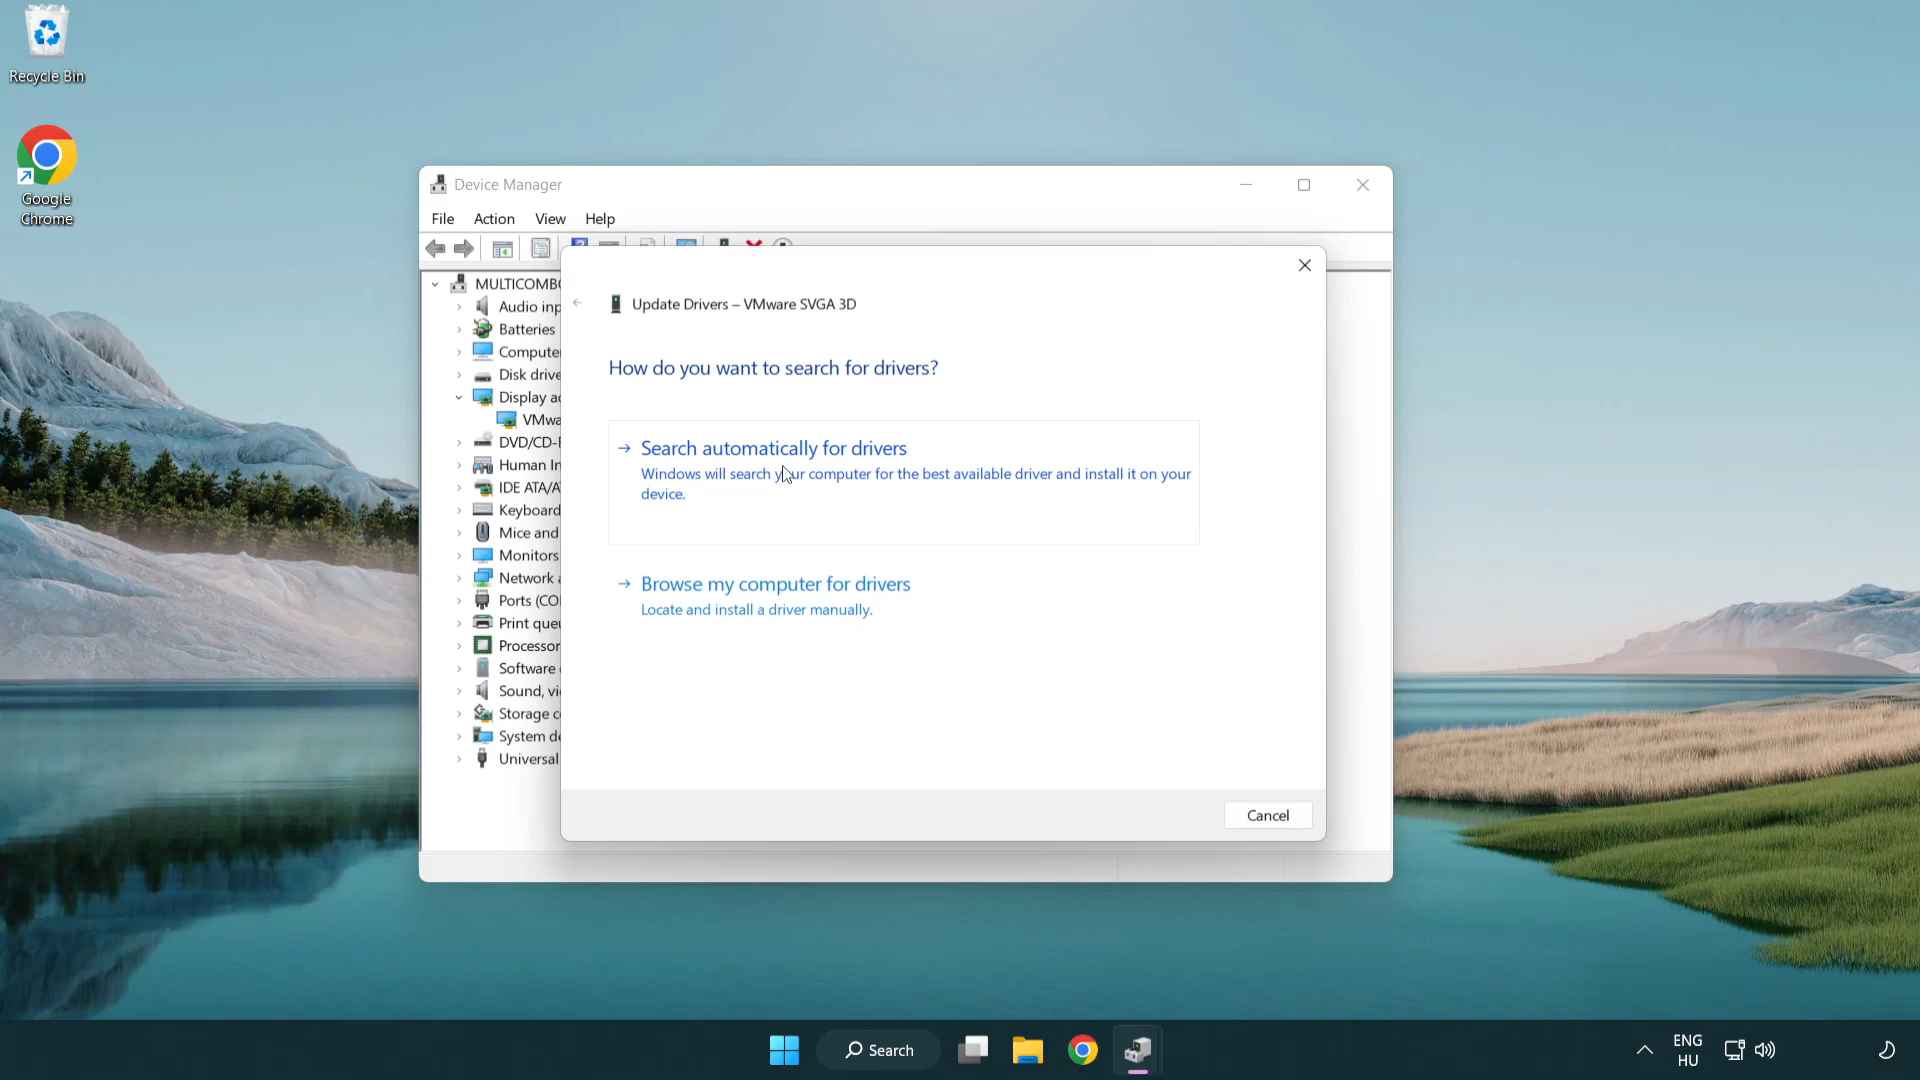 Recycle Bin
Google
Chrome
Device Manager
File Action View Help
MULTICOMB
Audio inp
Batteries
Compute
Disk drive
Display a
VMwa
DVD/CD-
Human In
IDE ATA/A
Keyboard
Mice and
Monitors
Network a
Ports (CO
Print que
Processor
Software
Sound, vi
Storage c
System de
Universal
Update Drivers – VMware SVGA 3D
How do you want to search for drivers?
Search automatically for drivers
Windows will search your computer for the best available driver and install it on your
device.
Browse my computer for drivers
Locate and install a driver manually.
Cancel
Search
ENG
HU